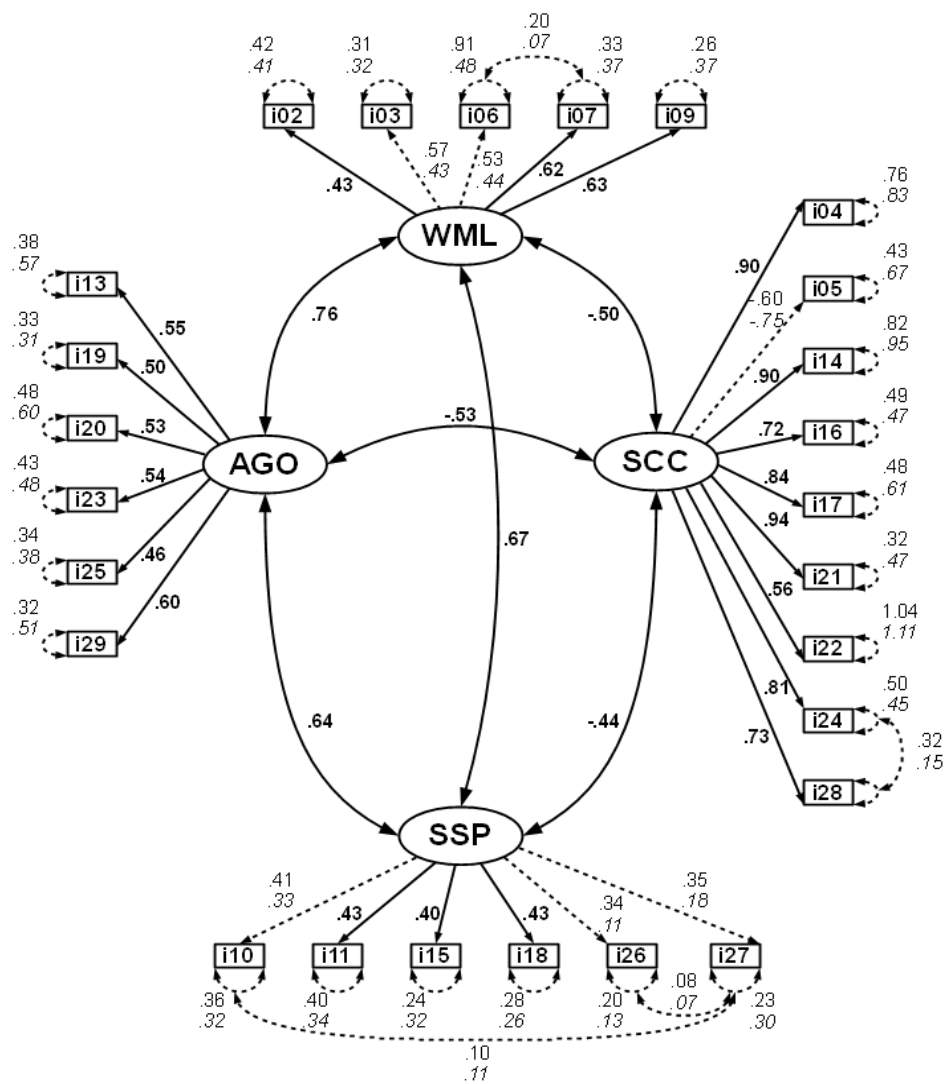 .42 .31 .91 .20 .33 .26
.41 .32 .48 .07 .37 .37
i02 i03 i06 i07 i09
.43 .57 .53 .62 .63
.43 .44
WML
.76 -.50
.38
.57
i13
.55
.33
.31
i19
.50
.48
.60
i20
.53
.43
.48
i23
.54
.34
.38
i25
.46
.32
.51
i29
.60
AGO
-.53
SCC
.67
.76
.83
i04
.90
.43
.67
i05
-.60
-.75
.82
.95
i14
.90
.49
.47
i16
.72
.48
.61
i17
.84
.32
.47
i21
.94
1.04
1.11
i22
.56
.50
.45
i24
.81
.32
.15
i28
.73
.64 -.44
SSP
.41 .43 .40 .43 .34 .35
.33 .11 .18
i10 i11 i15 i18 i26 i27
.36 .40 .24 .28 .20 .08 .23
.32 .34 .32 .26 .13 .07 .30
.10
.11